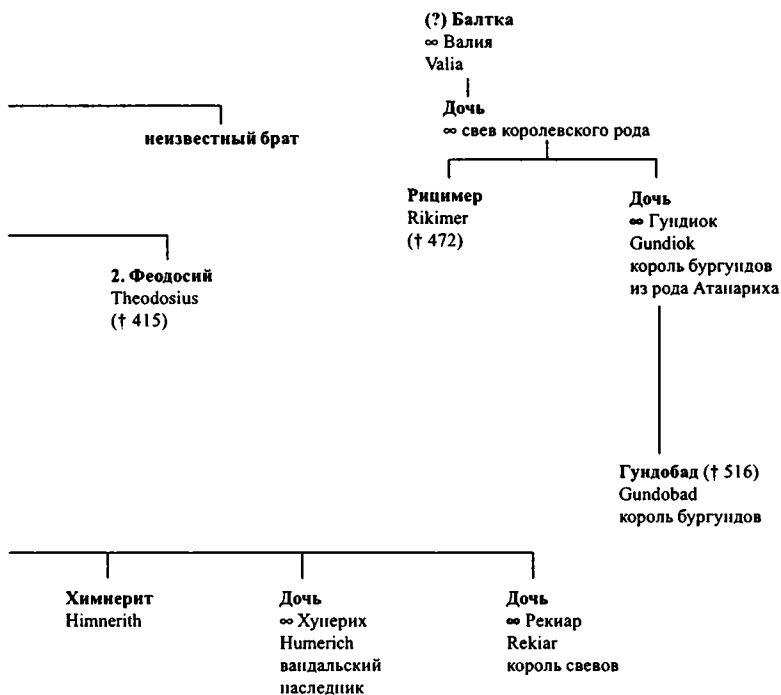 (?) Балтка
∞ Валия
Valia
Дочь
∞ свев королевского рода
неизвестный брат
Рицимер
Rikimer
(† 472)
Дочь
∞ Гундиок
Gundiok
король бургундов
из рода Атанариха
2. Феодосий
Theodosius
(† 415)
Гундобад († 516)
Gundobad
король бургундов
Химнерит
Himnerith
Дочь
∞ Хунерих
Humerich
вандальский
наследник
Дочь
∞ Рекиар
Rekiar
король свевов